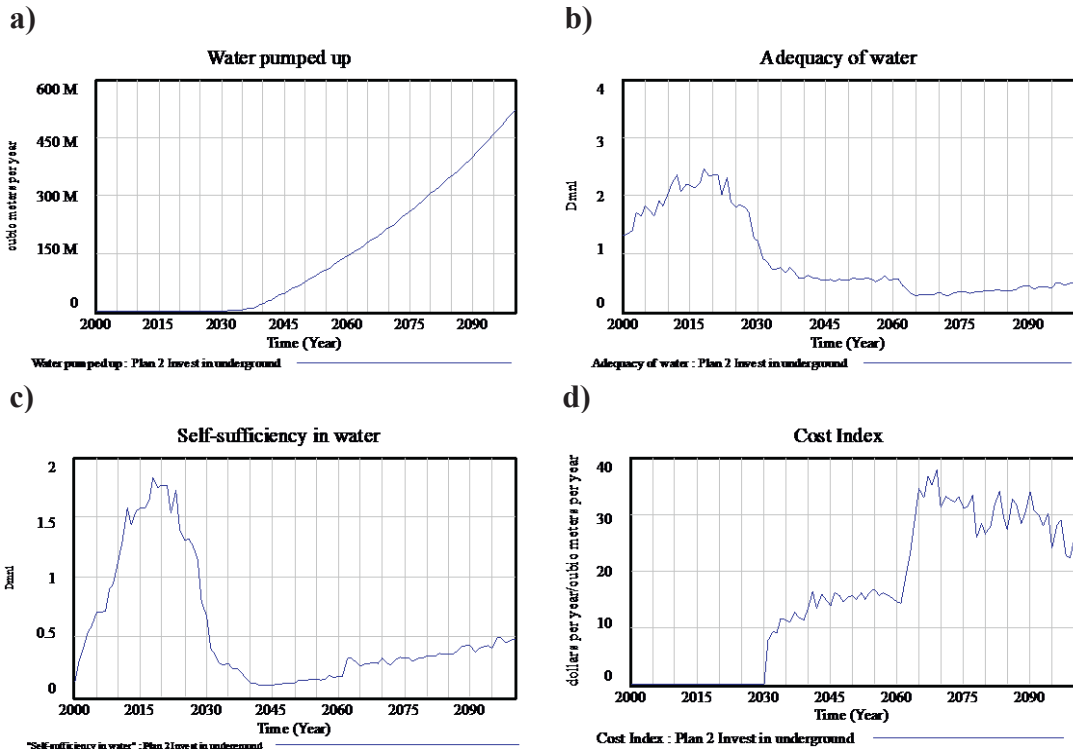 a)
Water pumped up
600 M
450 M
300 M
150 M
0
cubic meters per year
2000 2015 2030 2045 2060 2075 2090
Time (Year)
Water pumped up : Plan 2 Invest in underground
b)
Adequacy of water
4
3
2
1
0
Dmnl
2000 2015 2030 2045 2060 2075 2090
Time (Year)
Adequacy of water : Plan 2 Invest in underground
c)
Self-sufficiency in water
2
1.5
1
0.5
0
Dmnl
2000 2015 2030 2045 2060 2075 2090
Time (Year)
"Self-sufficiency in water" : Plan 2 Invest in undereground
d)
Cost Index
40
30
20
10
0
dollars per year/cubic meters per year
2000 2015 2030 2045 2060 2075 2090
Time (Year)
Cost Index : Plan 2 Invest in underground